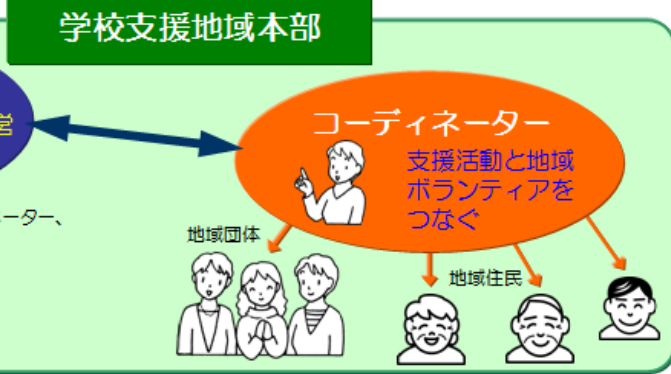 学校支援地域本部
営
コーディネーター
支援活動と地域
ボランティアを
つなぐ
ーター、
地域団体
地域住民